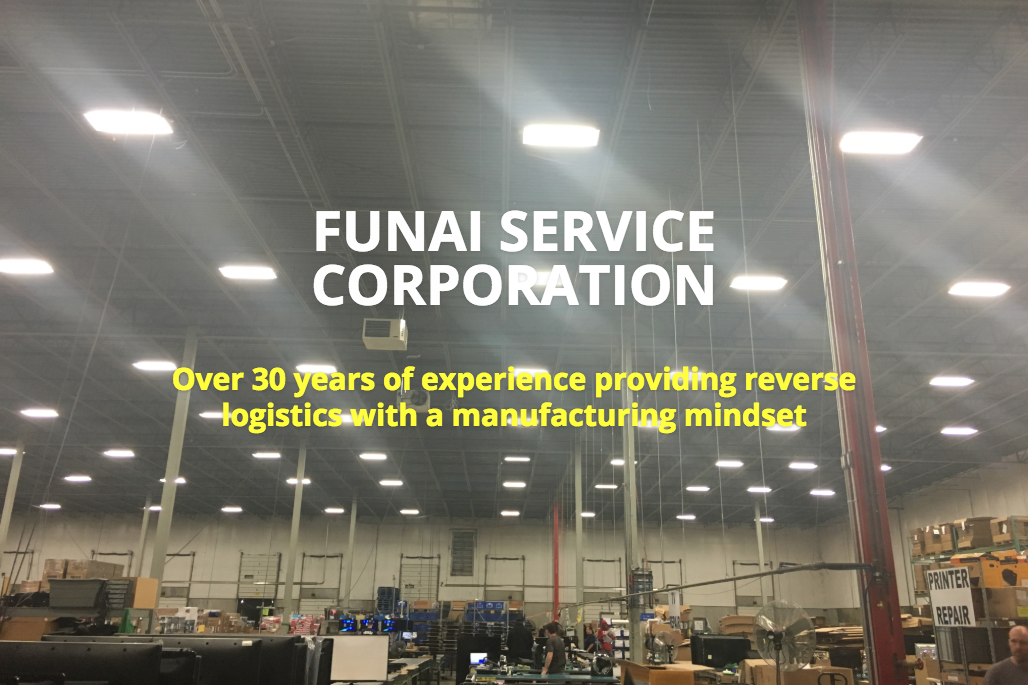 FUNAI SERVICE
CORPORATION
Over 30 years of experience providing reverse
logistics with a manufacturing mindset
PRINTER
REPAIR